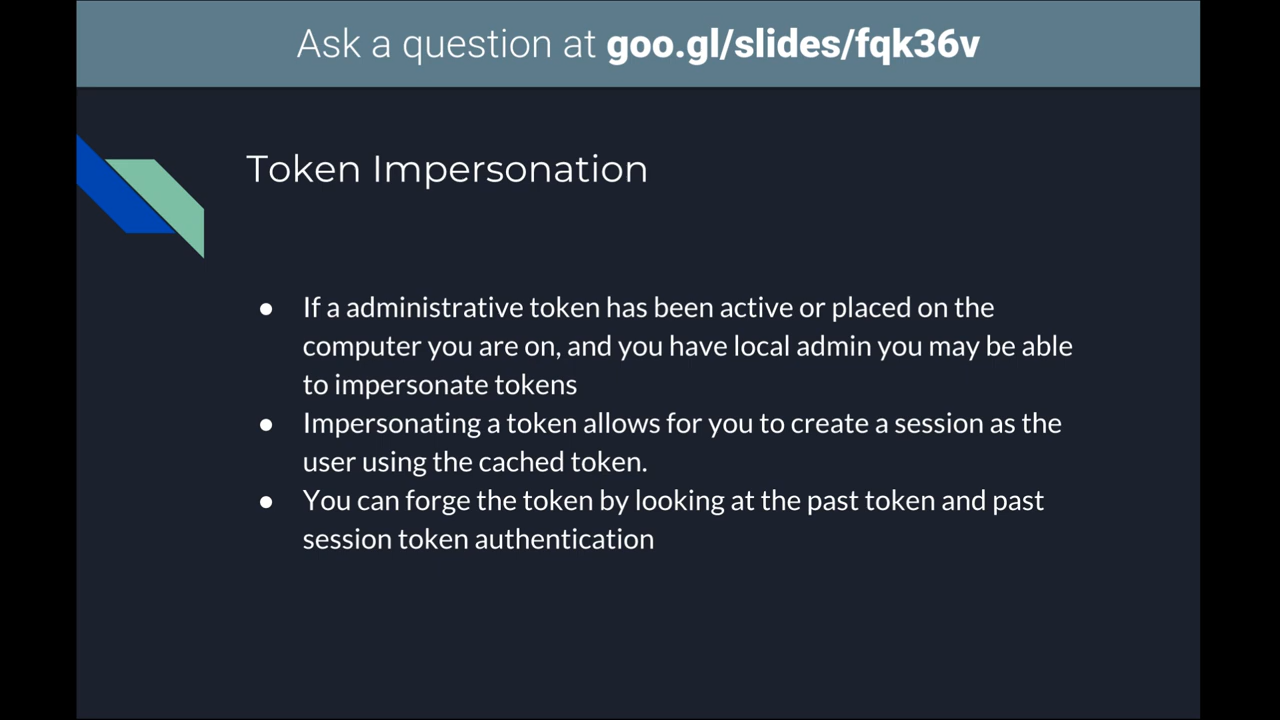 Ask a question at goo.gl/slides/fqk36v
Token Impersonation
● If a administrative token has been active or placed on the
computer you are on, and you have local admin you may be able
to impersonate tokens
● Impersonating a token allows for you to create a session as the
user using the cached token.
● You can forge the token by looking at the past token and past
session token authentication